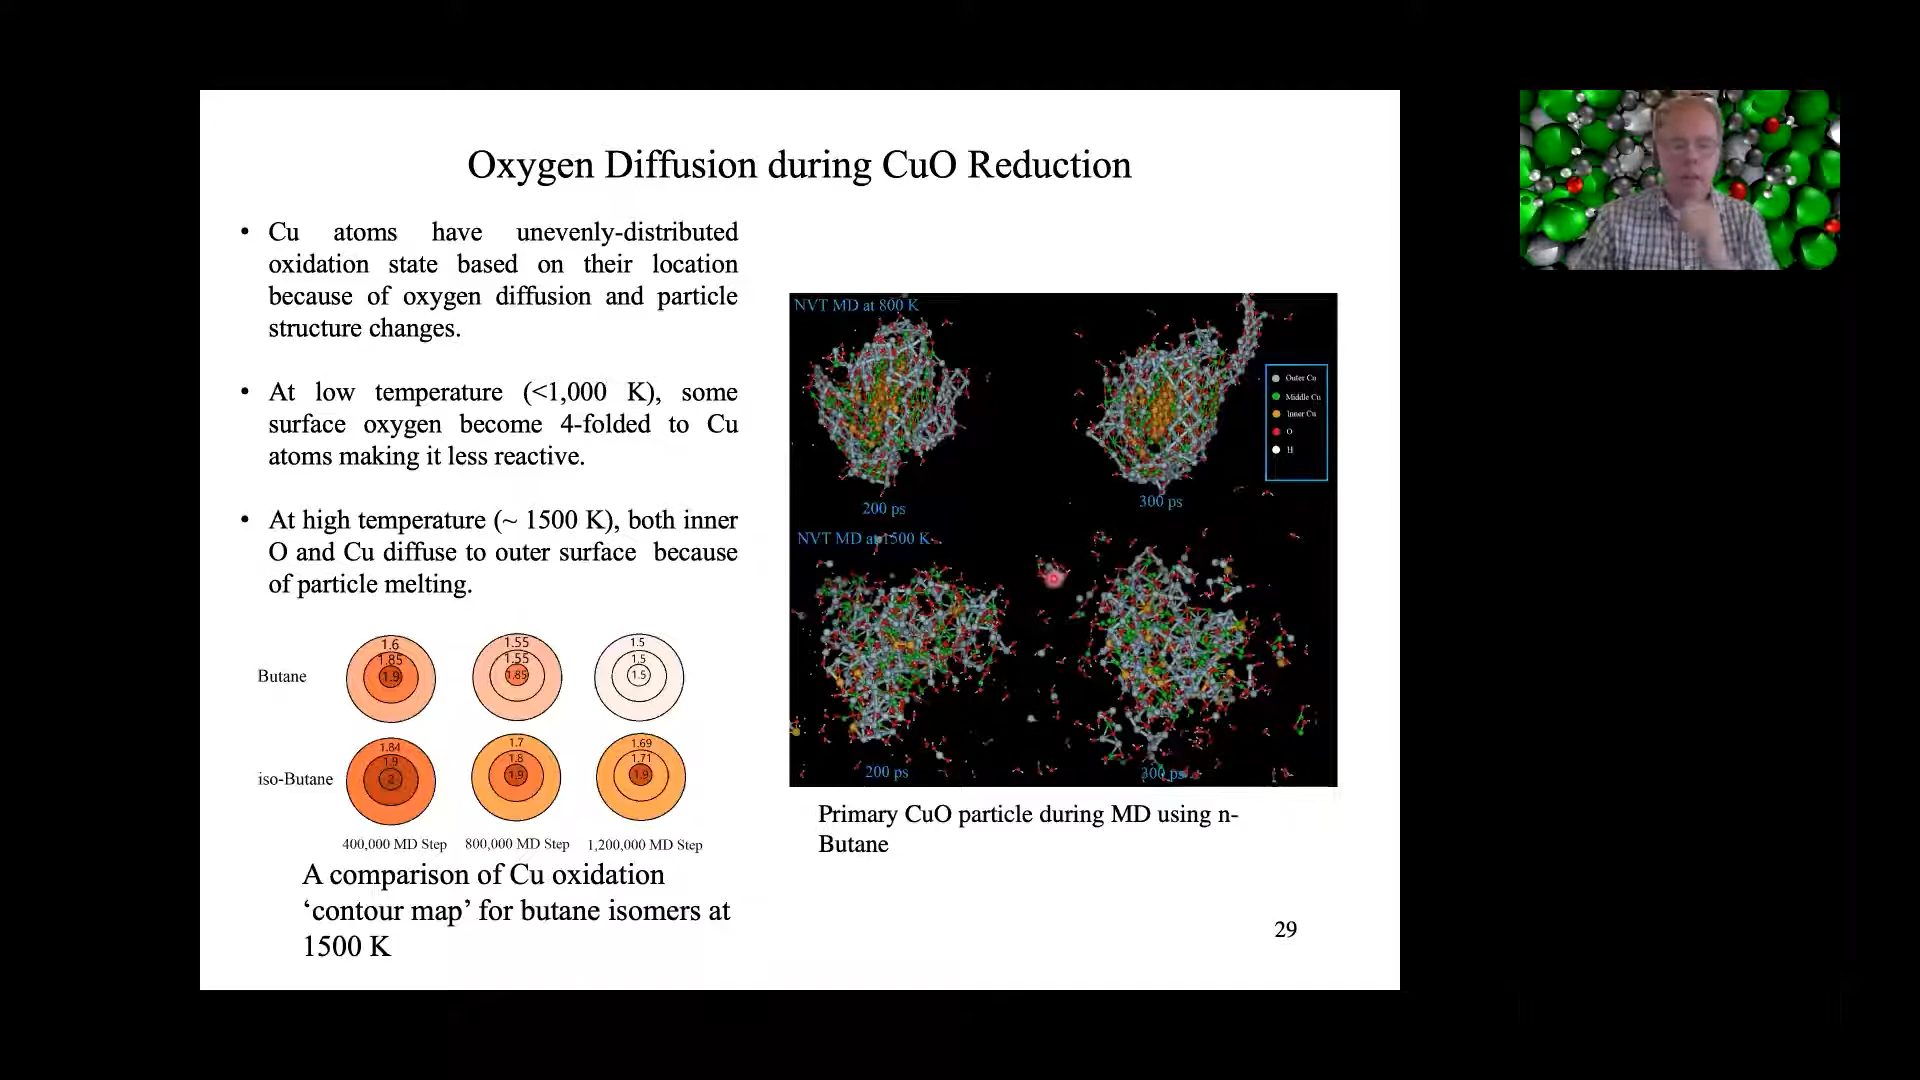 Oxygen Diffusion during CuO Reduction
• Cu atoms have unevenly-distributed
oxidation state based on their location
because of oxygen diffusion and particle
structure changes.
• At low temperature (<1,000 K), some
surface oxygen become 4-folded to Cu
atoms making it less reactive.
• At high temperature (~ 1500 K), both inner
O and Cu diffuse to outer surface because
of particle melting.
Butane
1.6
1.85
1.9
1.55
1.55
1.85
1.5
1.5
1.5
iso-Butane
1.84
1.9
2
1.7
1.8
1.9
1.69
1.71
1.9
400,000 MD Step
800,000 MD Step
1,200,000 MD Step
A comparison of Cu oxidation
‘contour map’ for butane isomers at
1500 K
NVT MD at 800 K
200 ps
300 ps
Outer Cu
Middle Cu
Inner Cu
O
H
NVT MD at 1500 K
200 ps
300 ps
Primary CuO particle during MD using n-
Butane
29